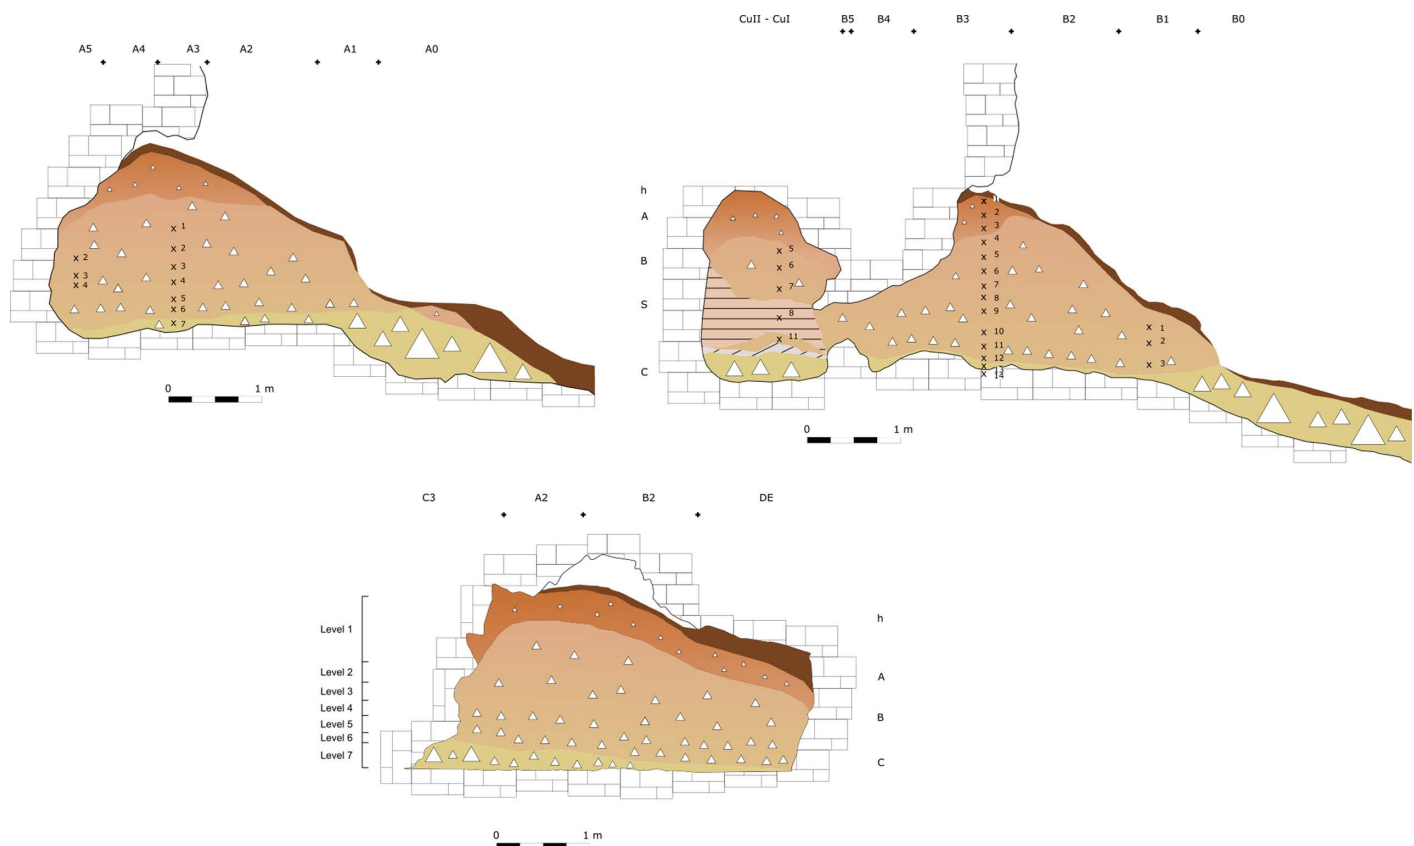 A5 A4 A3 A2 A1 A0
1
2
2
3
3
4
4
5
6
7
0 1 m
CuII - CuI B5 B4 B3 B2 B1 B0
h
A
B
S
C
5
6
7
8
11
2
3
4
5
6
7
8
9
10
11
12
13
14
1
2
3
0 1 m
C3 A2 B2 DE
Level 1
Level 2
Level 3
Level 4
Level 5
Level 6
Level 7
h
A
B
C
0 1 m